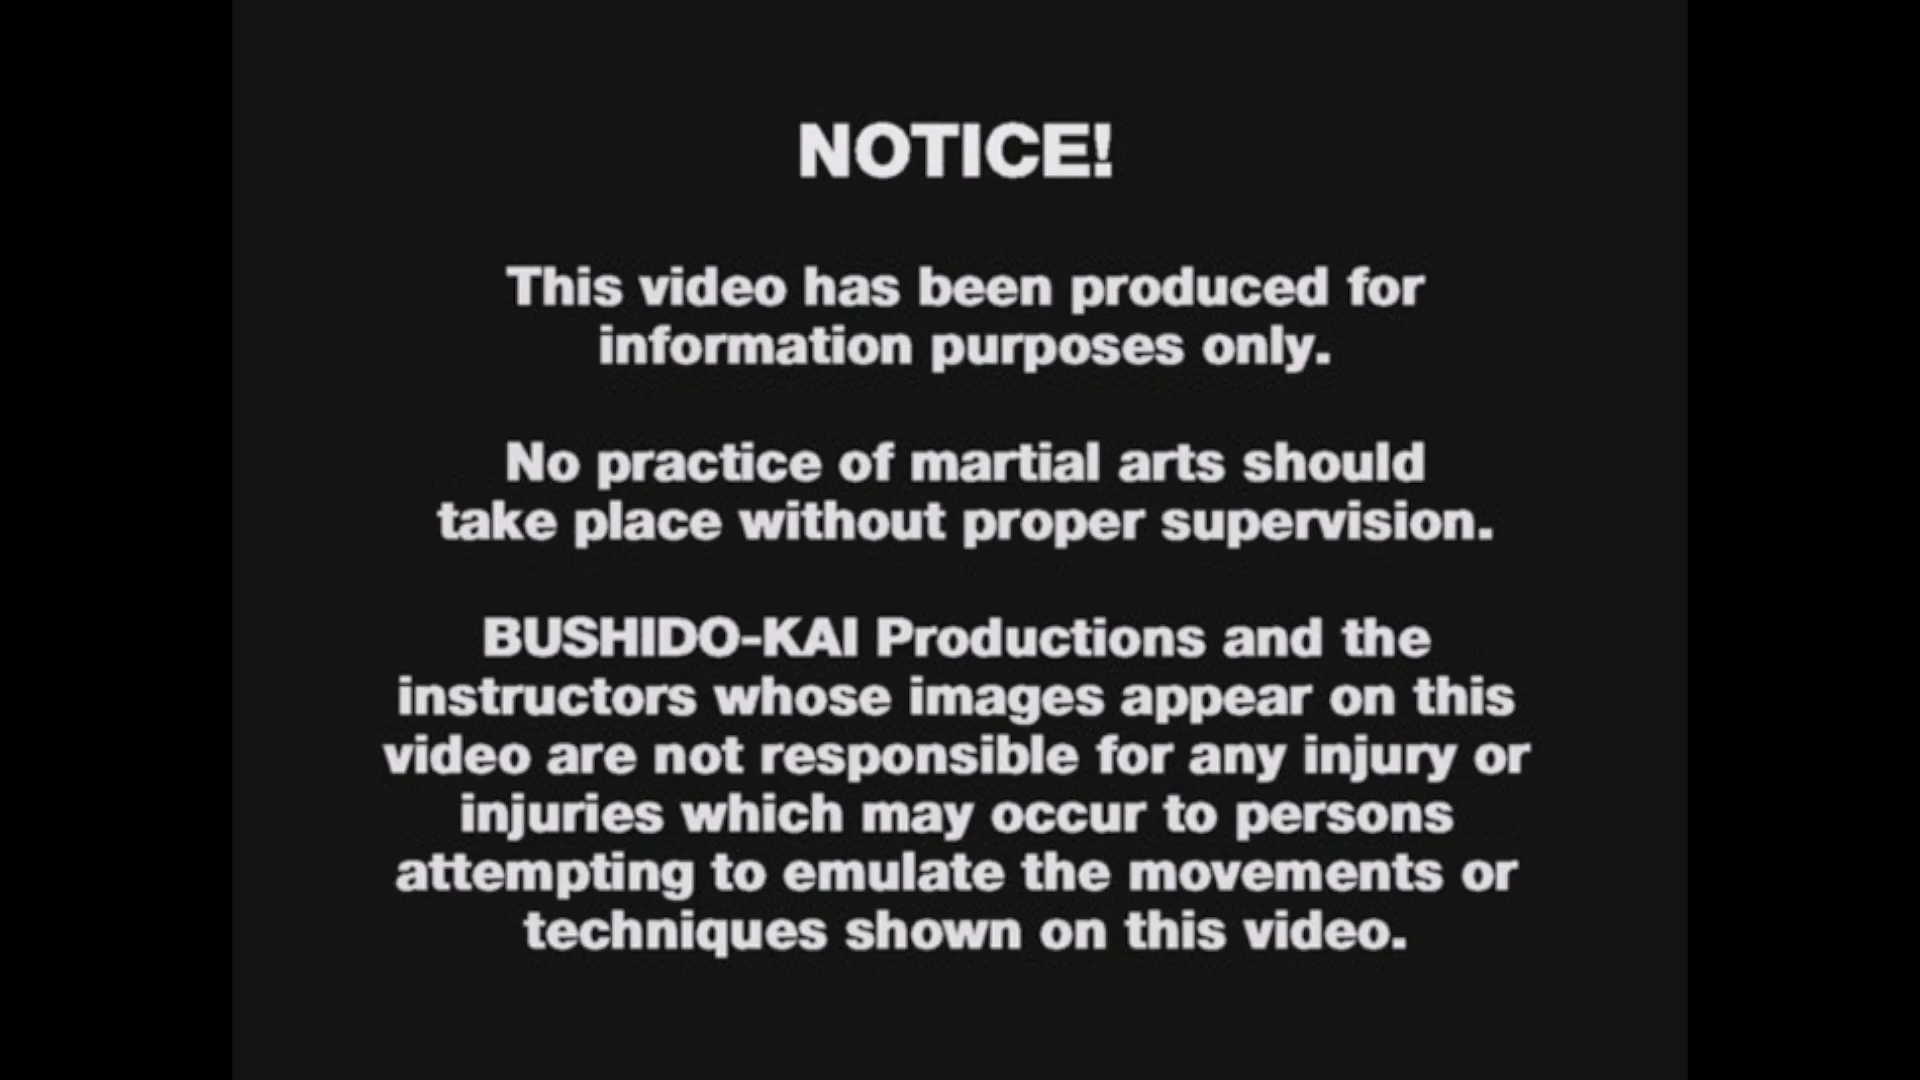 NOTICE!
This video has been produced for
information purposes only.
No practice of martial arts should
take place without proper supervision.
BUSHIDO-KAI Productions and the
instructors whose images appear on this
video are not responsible for any injury or
injuries which may occur to persons
attempting to emulate the movements or
techniques shown on this video.